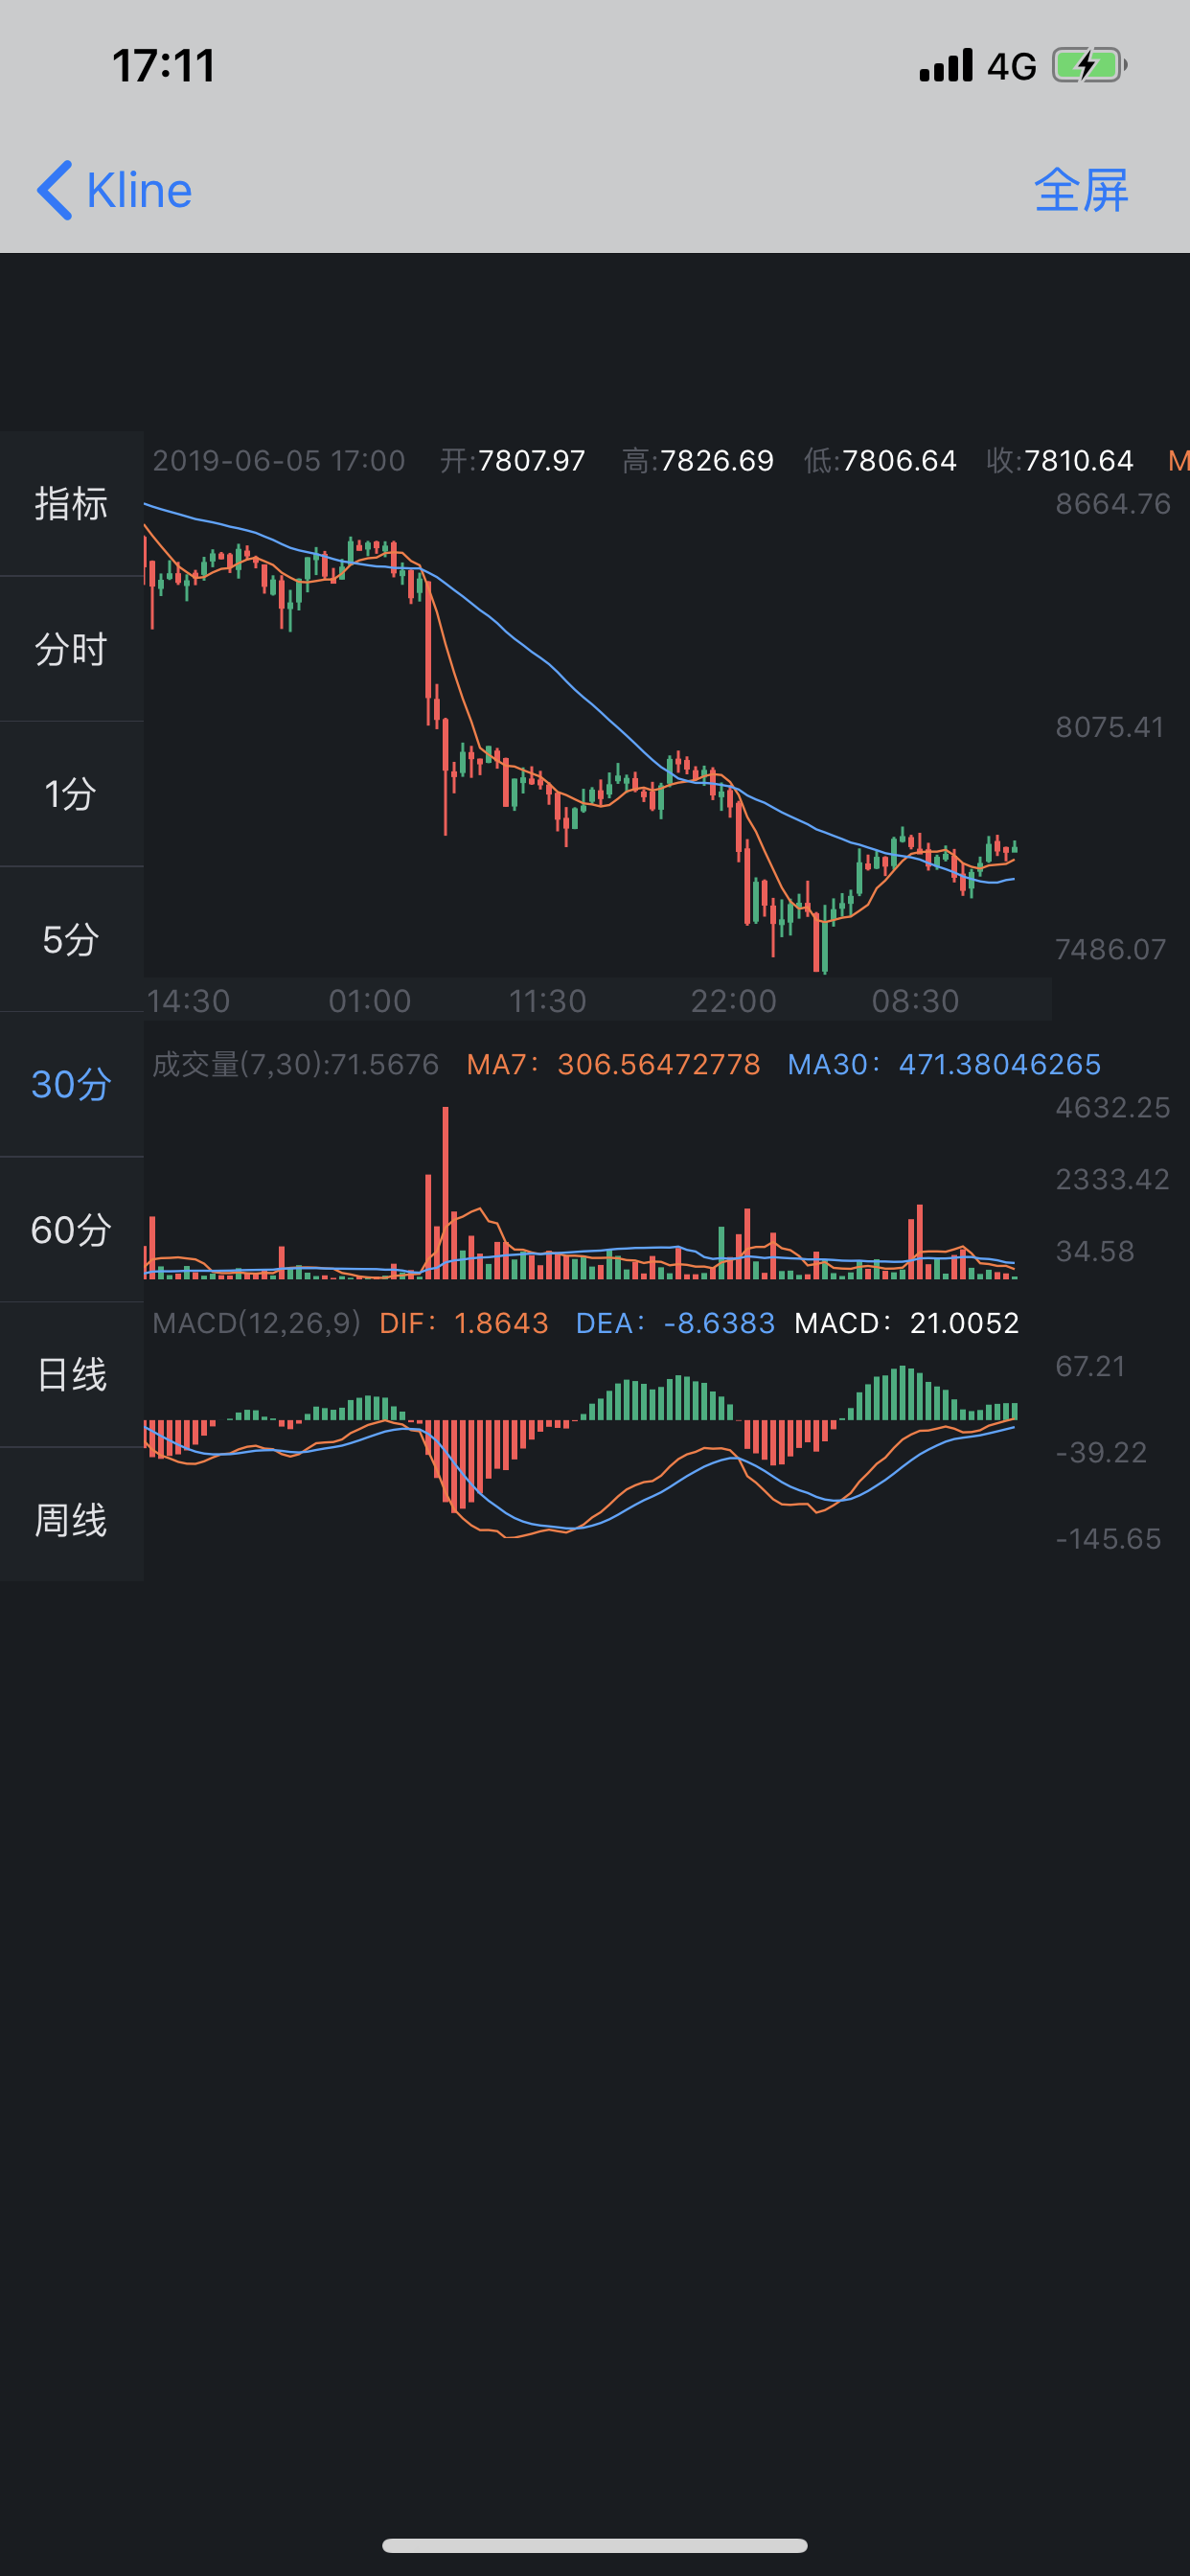 17:11 4G
Kline 全屏
2019-06-05 17:00 开:7807.97 高:7826.69 低:7806.64 收:7810.64 M
指标
分时
1分
5分
30分
60分
日线
周线
8664.76
8075.41
7486.07
14:30 01:00 11:30 22:00 08:30
成交量(7,30):71.5676 MA7: 306.56472778 MA30: 471.38046265
4632.25
2333.42
34.58
MACD(12,26,9) DIF: 1.8643 DEA: -8.6383 MACD: 21.0052
67.21
-39.22
-145.65